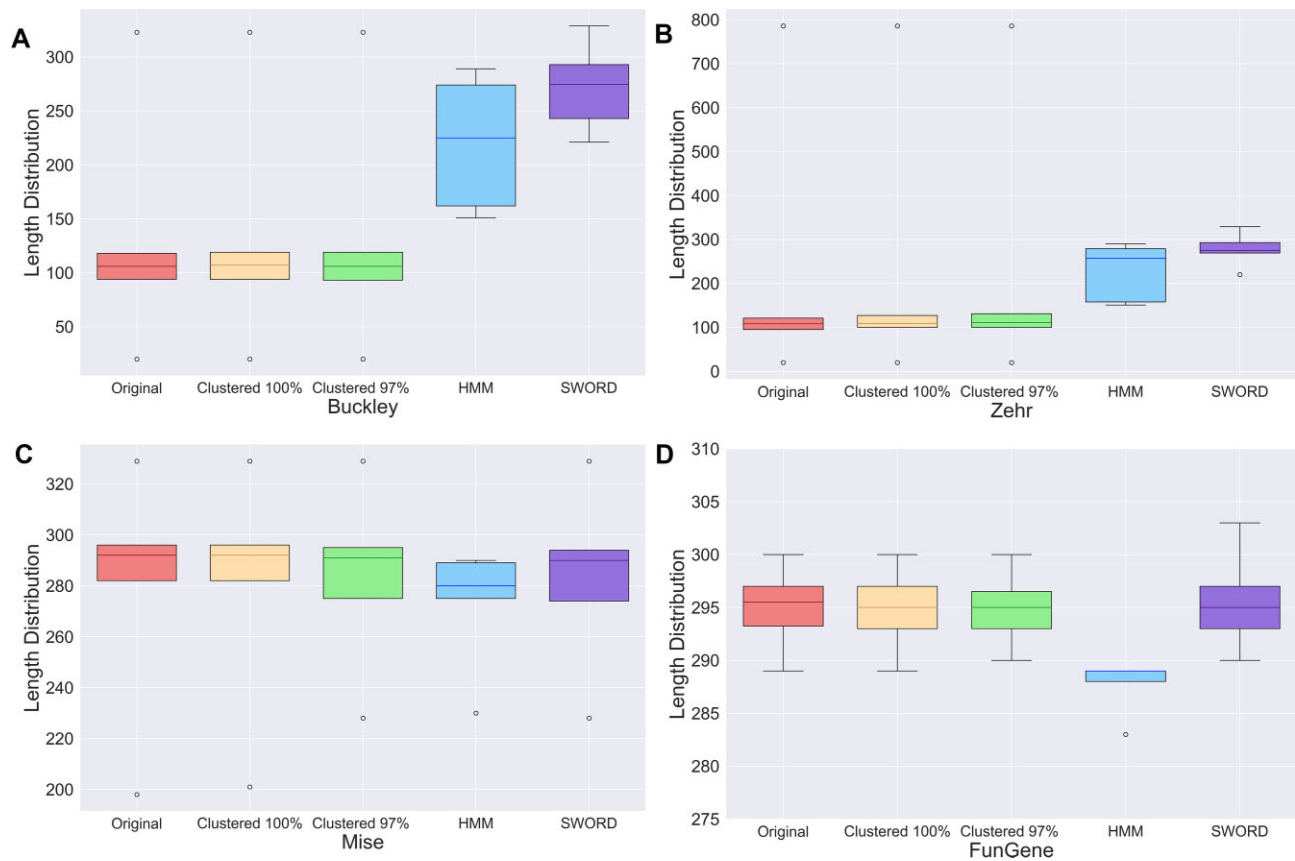 A
Length Distribution
300
250
200
150
100
50
Original Clustered 100% Clustered 97% HMM SWORD
Buckley
B
Length Distribution
800
700
600
500
400
300
200
100
0
Original Clustered 100% Clustered 97% HMM SWORD
Zehr
C
Length Distribution
320
300
280
260
240
220
200
Original Clustered 100% Clustered 97% HMM SWORD
Mise
D
Length Distribution
310
305
300
295
290
285
280
275
Original Clustered 100% Clustered 97% HMM SWORD
FunGene